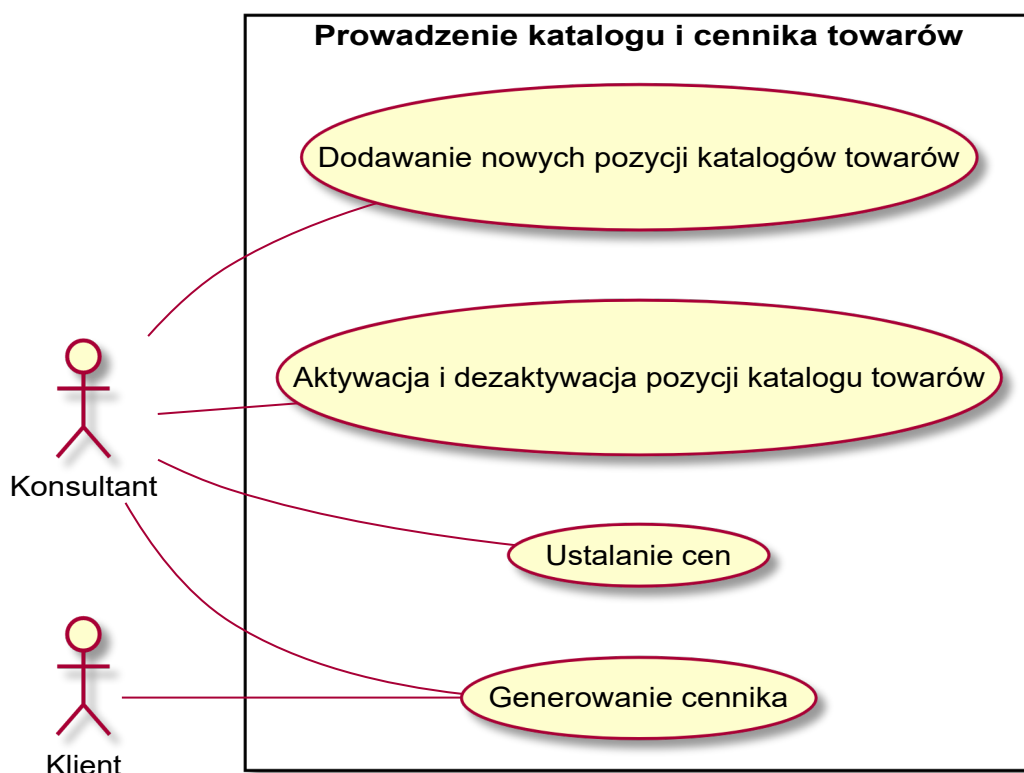 Prowadzenie katalogu i cennika towarów
Dodawanie nowych pozycji katalogów towarów
Aktywacja i dezaktywacja pozycji katalogu towarów
Konsultant
Ustalanie cen
Generowanie cennika
Klient